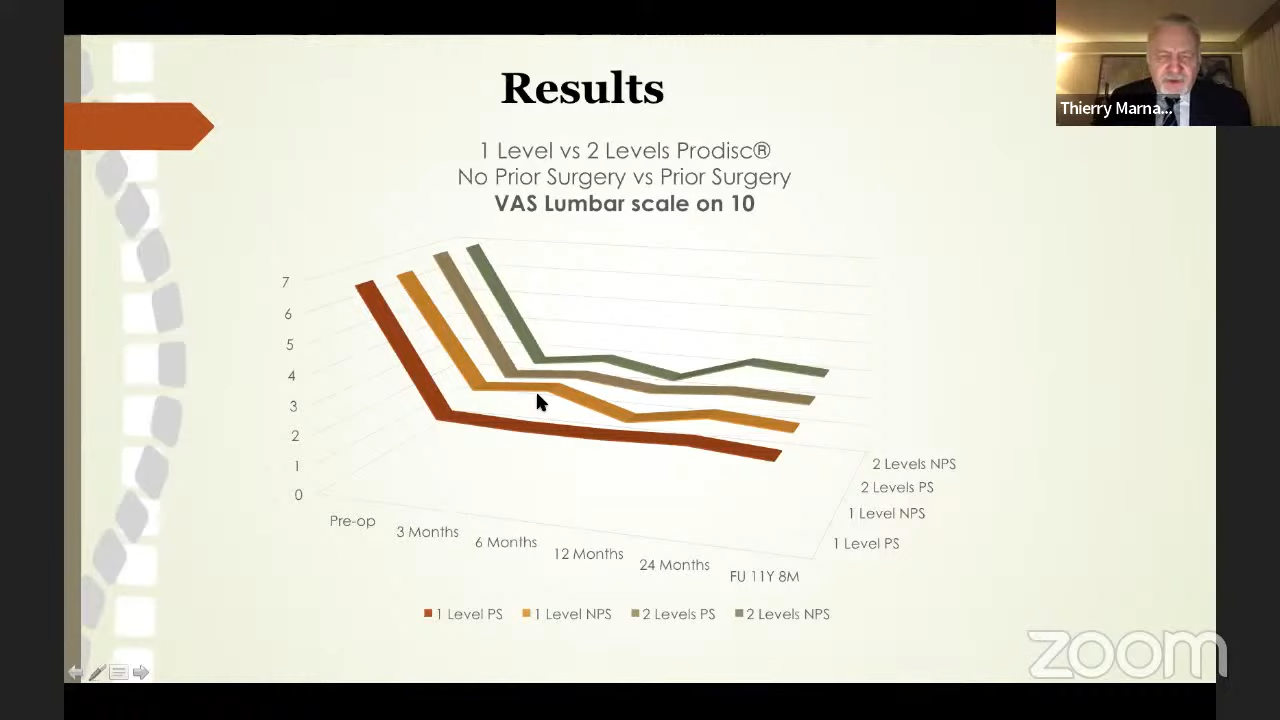 Results
Thierry Marna...
1 Level vs 2 Levels Prodisc®
No Prior Surgery vs Prior Surgery
VAS Lumbar scale on 10
7
6
5
4
3
2
1
0
Pre-op
3 Months
6 Months
12 Months
24 Months
FU 11Y 8M
2 Levels NPS
2 Levels PS
1 Level NPS
1 Level PS
1 Level PS 1 Level NPS 2 Levels PS 2 Levels NPS
zoom